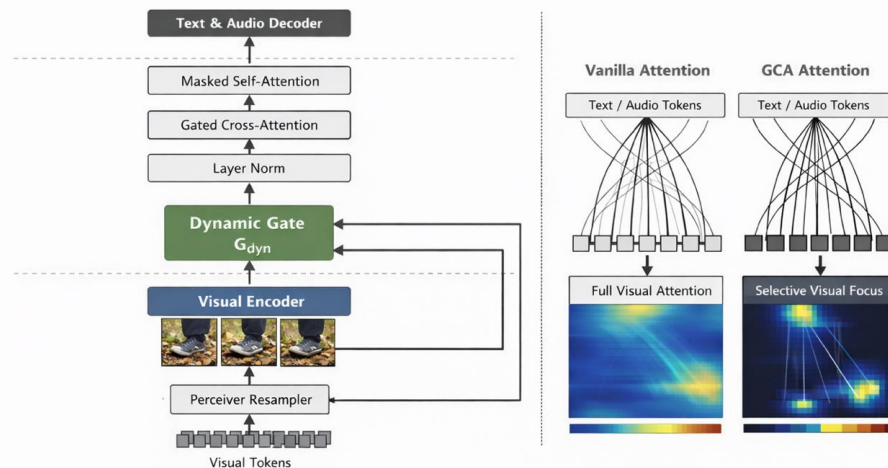 Text & Audio Decoder
Masked Self-Attention
Gated Cross-Attention
Layer Norm
Dynamic Gate
G_dyn
Visual Encoder
Perceiver Resampler
Visual Tokens
Vanilla Attention
Text / Audio Tokens
Full Visual Attention
GCA Attention
Text / Audio Tokens
Selective Visual Focus